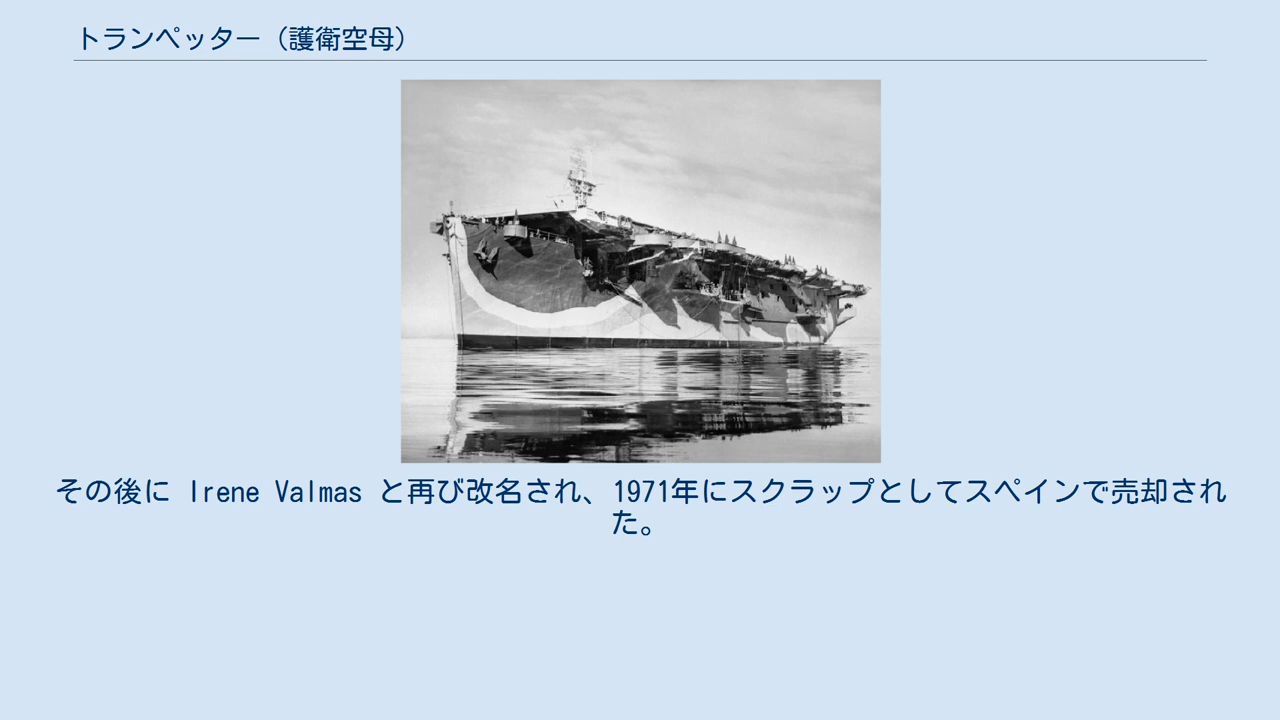 トランペッター（護衛空母）
その後に Irene Valmas と再び改名され、1971年にスクラップとしてスペインで売却され
た。